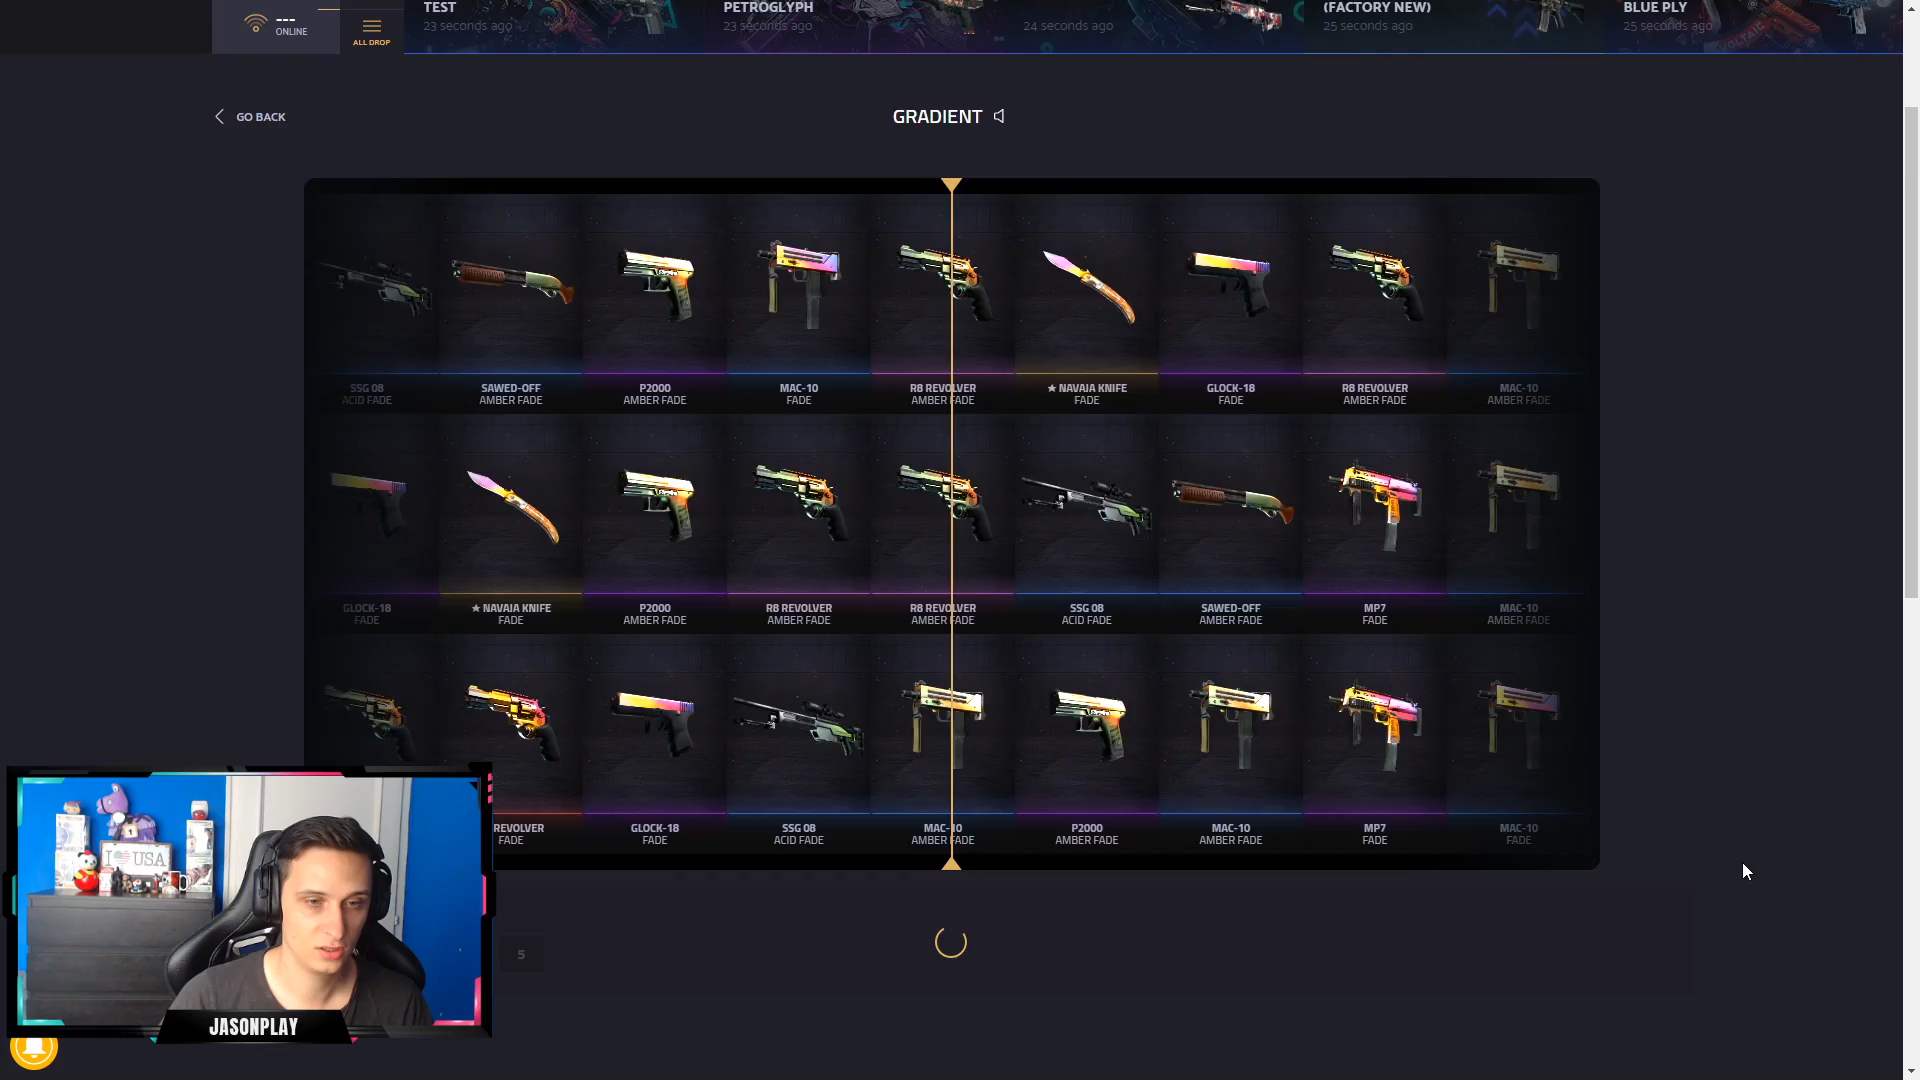 ---
ONLINE
ALL DROP
TEST
23 seconds ago
PETROGLYPH
23 seconds ago
24 seconds ago
(FACTORY NEW)
25 seconds ago
BLUE PLY
25 seconds ago
GO BACK
GRADIENT
SSG 08
ACID FADE
SAWED-OFF
AMBER FADE
P2000
AMBER FADE
MAC-10
FADE
R8 REVOLVER
AMBER FADE
★ NAVAJA KNIFE
FADE
GLOCK-18
FADE
R8 REVOLVER
AMBER FADE
MAC-10
AMBER FADE
GLOCK-18
FADE
★ NAVAJA KNIFE
FADE
P2000
AMBER FADE
R8 REVOLVER
AMBER FADE
R8 REVOLVER
AMBER FADE
SSG 08
ACID FADE
SAWED-OFF
AMBER FADE
MP7
FADE
MAC-10
AMBER FADE
REVOLVER
FADE
GLOCK-18
FADE
SSG 08
ACID FADE
MAC-10
AMBER FADE
P2000
AMBER FADE
MAC-10
AMBER FADE
MP7
FADE
MAC-10
FADE
5
I USA
JASONPLAY